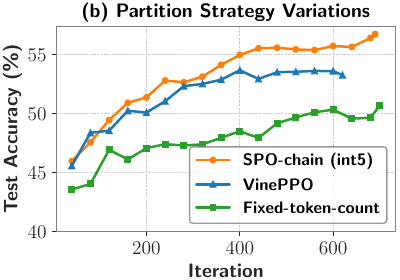 (b) Partition Strategy Variations
Test Accuracy (%)
55
50
45
40
SPO-chain (int5)
VinePPO
Fixed-token-count
200
400
600
Iteration